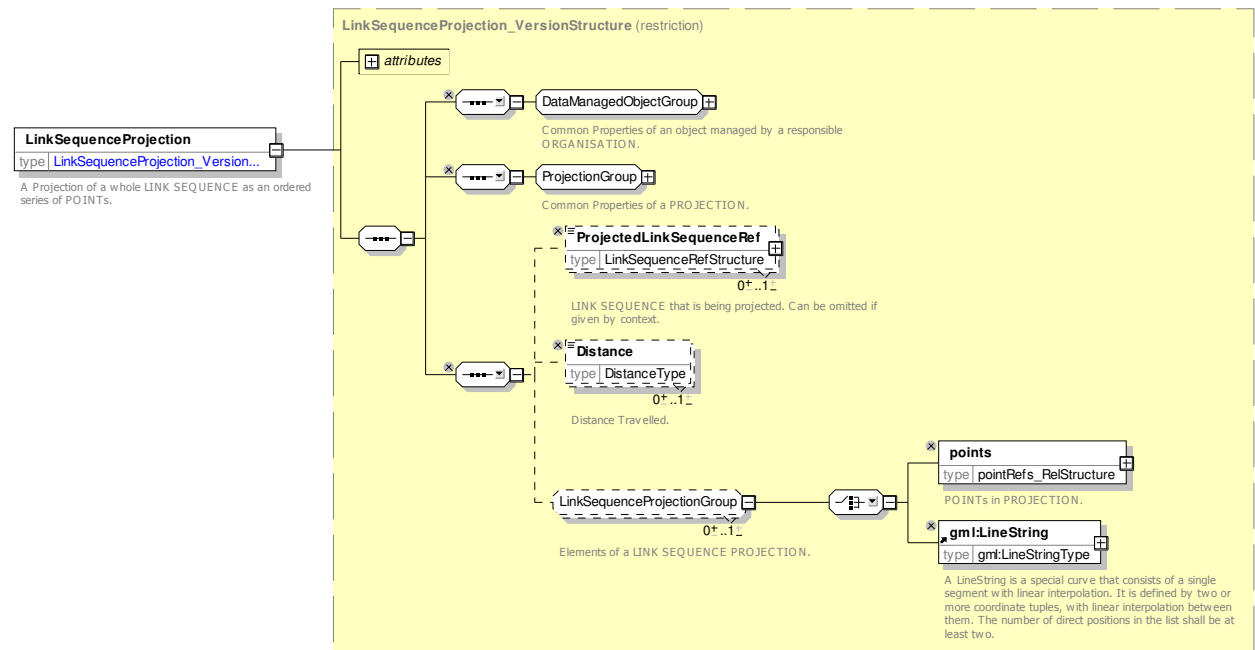 LinkSequenceProjection_VersionStructure (restriction)
attributes
DataManagedObjectGroup
Common Properties of an object managed by a responsible
ORGANISATION.
LinkSequenceProjection
type LinkSequenceProjection_Version...
A Projection of a whole LINK SEQUENCE as an ordered
series of POINTs.
ProjectionGroup
Common Properties of a PROJECTION.
ProjectedLinkSequenceRef
type LinkSequenceRefStructure
0..1
LINK SEQUENCE that is being projected. Can be omitted if
given by context.
Distance
type DistanceType
0..1
Distance Travelled.
LinkSequenceProjectionGroup
0..1
Elements of a LINK SEQUENCE PROJECTION.
points
type pointRefs_RelStructure
POINTs in PROJECTION.
gml:LineString
type gml:LineStringType
A LineString is a special curve that consists of a single
segment with linear interpolation. It is defined by two or
more coordinate tuples, with linear interpolation between
them. The number of direct positions in the list shall be at
least two.